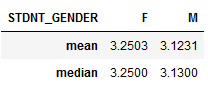 STDNT_GENDER F M
mean 3.2503 3.1231
median 3.2500 3.1300